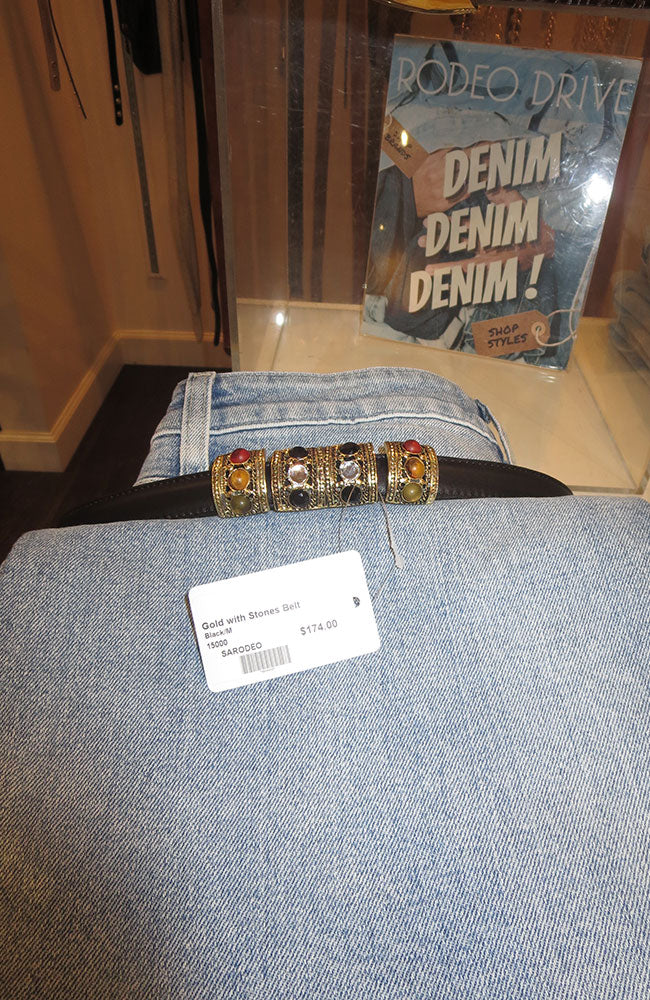 RODEO DRIVE
DENIM
DENIM
DENIM!
SHOP
STYLES
Gold with Stones Belt
Black/M
$174.00
15000
SARODEO